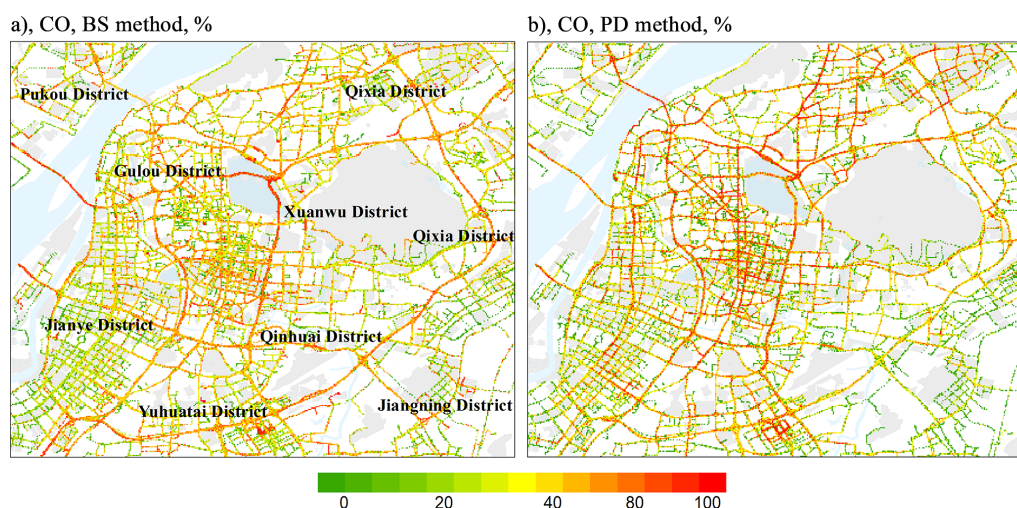 a), CO, BS method, %
b), CO, PD method, %
Pukou District
Qixia District
Gulou District
Xuanwu District
Qixia District
Jianye District
Qinhuai District
Yuhuatai District
Jiangning District
0 20 40 80 100